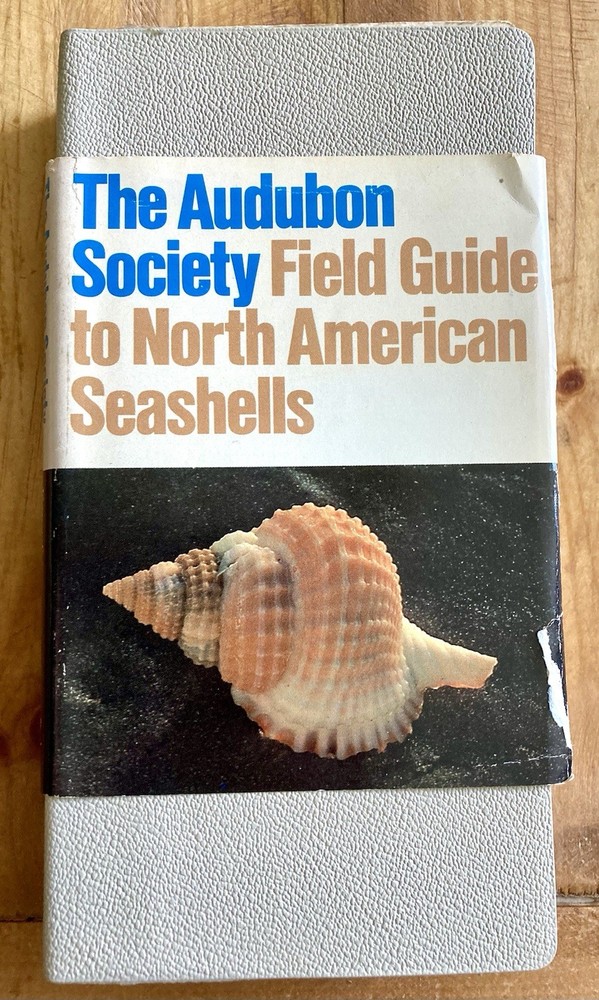 The Audubon
Society Field Guide
to North American
Seashells